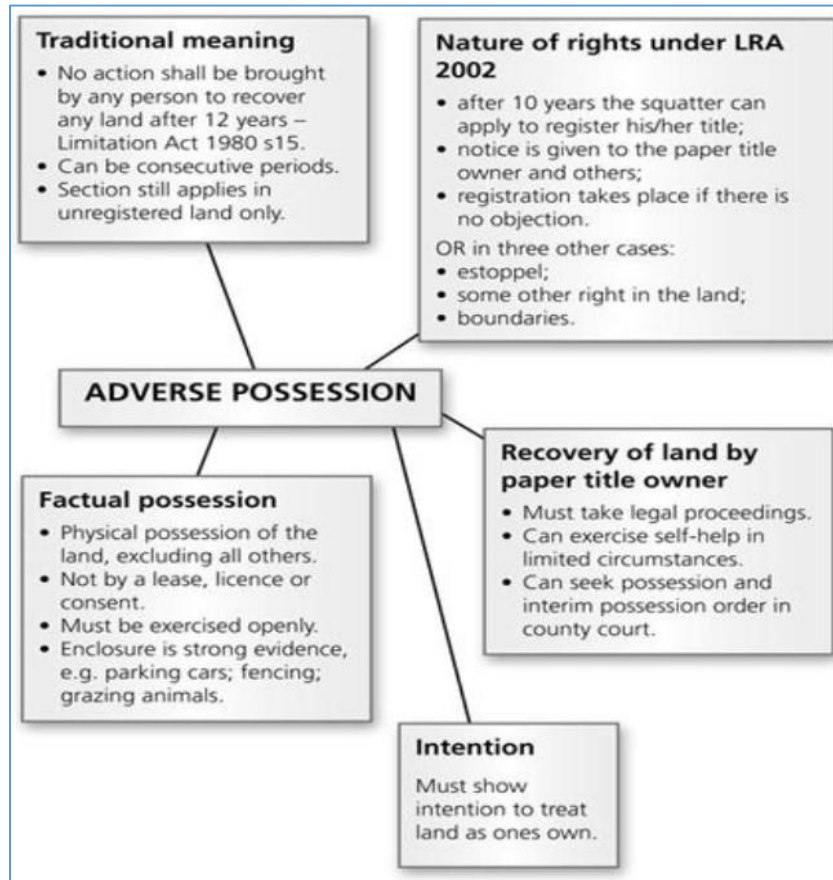 Traditional meaning
• No action shall be brought
by any person to recover
any land after 12 years –
Limitation Act 1980 s15.
• Can be consecutive periods.
• Section still applies in
unregistered land only.
Nature of rights under LRA
2002
• after 10 years the squatter can
apply to register his/her title;
• notice is given to the paper title
owner and others;
• registration takes place if there is
no objection.
OR in three other cases:
• estoppel;
• some other right in the land;
• boundaries.
ADVERSE POSSESSION
Factual possession
• Physical possession of the
land, excluding all others.
• Not by a lease, licence or
consent.
• Must be exercised openly.
• Enclosure is strong evidence,
e.g. parking cars; fencing;
grazing animals.
Recovery of land by
paper title owner
• Must take legal proceedings.
• Can exercise self-help in
limited circumstances.
• Can seek possession and
interim possession order in
county court.
Intention
Must show
intention to treat
land as ones own.